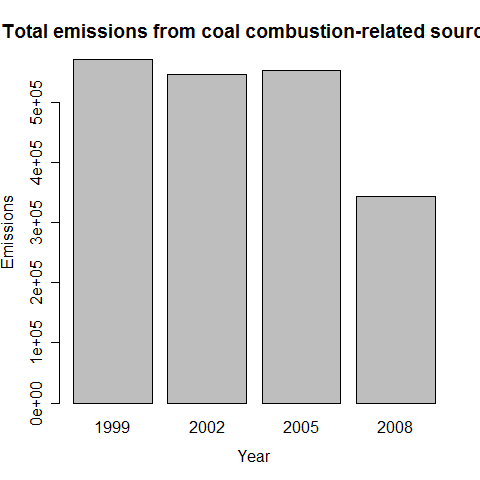 Total emissions from coal combustion-related sourc
Emissions
5e+05
4e+05
3e+05
2e+05
1e+05
0e+00
1999 2002 2005 2008
Year